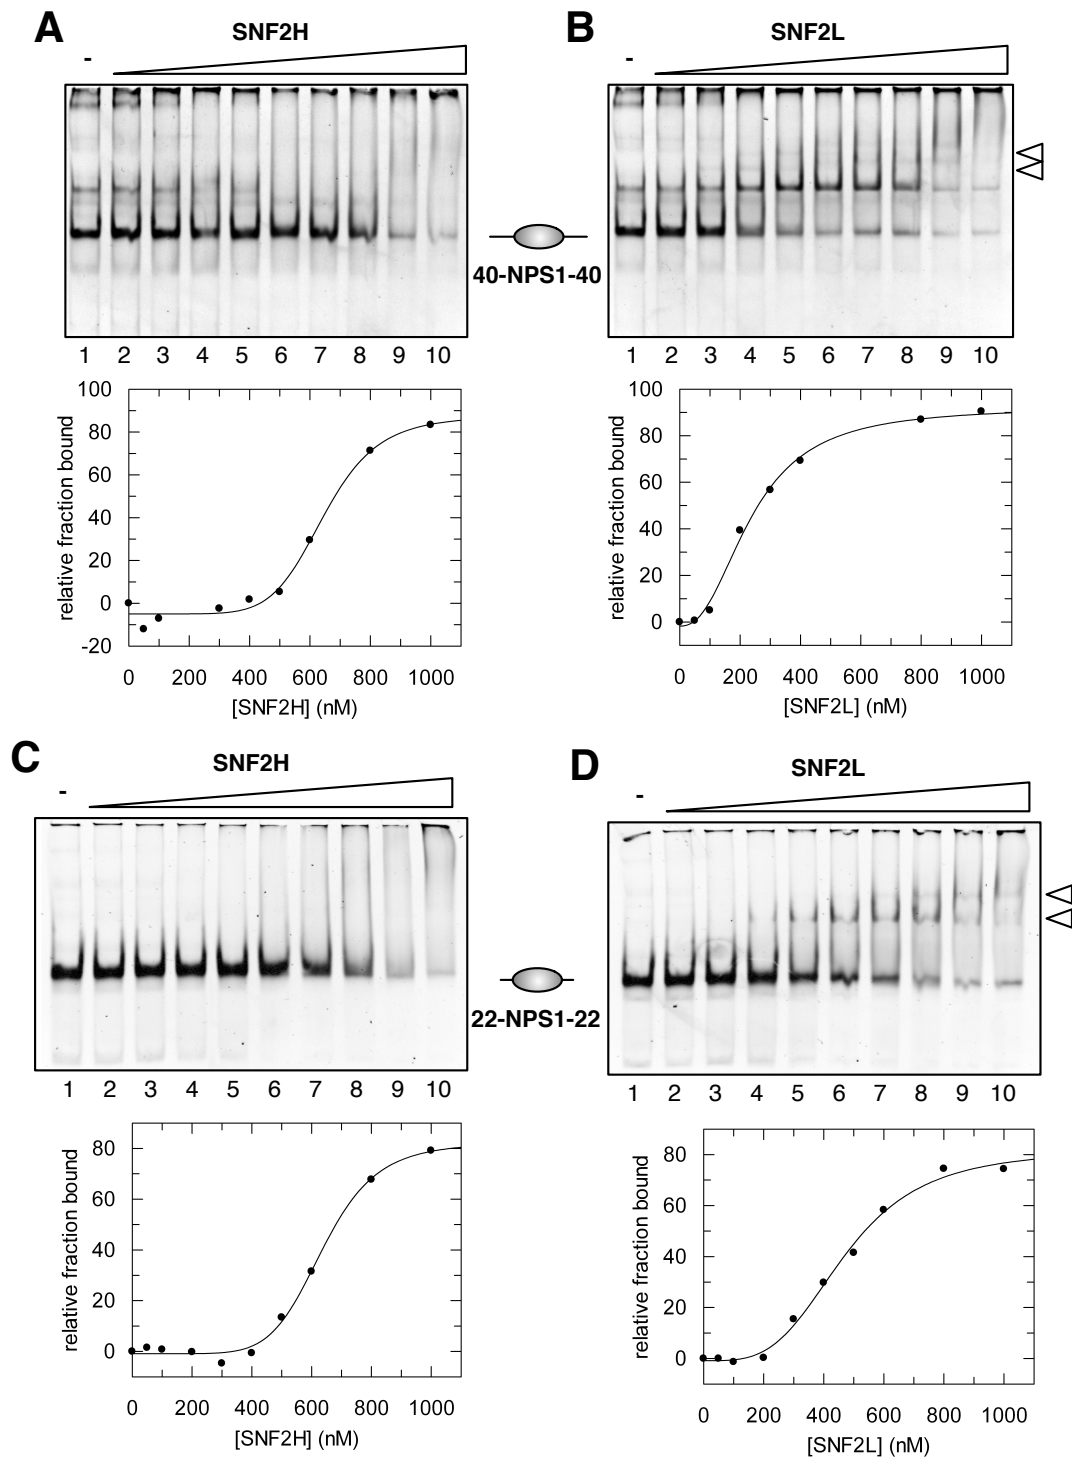 A
SNF2H
-
1 2 3 4 5 6 7 8 9 10
B
SNF2L
-
1 2 3 4 5 6 7 8 9 10
40-NPS1-40
relative fraction bound
100
80
60
40
20
0
-20
0 200 400 600 800 1000
[SNF2H] (nM)
relative fraction bound
100
80
60
40
20
0
0 200 400 600 800 1000
[SNF2L] (nM)
C
SNF2H
-
1 2 3 4 5 6 7 8 9 10
D
SNF2L
-
1 2 3 4 5 6 7 8 9 10
22-NPS1-22
relative fraction bound
80
60
40
20
0
0 200 400 600 800 1000
[SNF2H] (nM)
relative fraction bound
80
60
40
20
0
0 200 400 600 800 1000
[SNF2L] (nM)